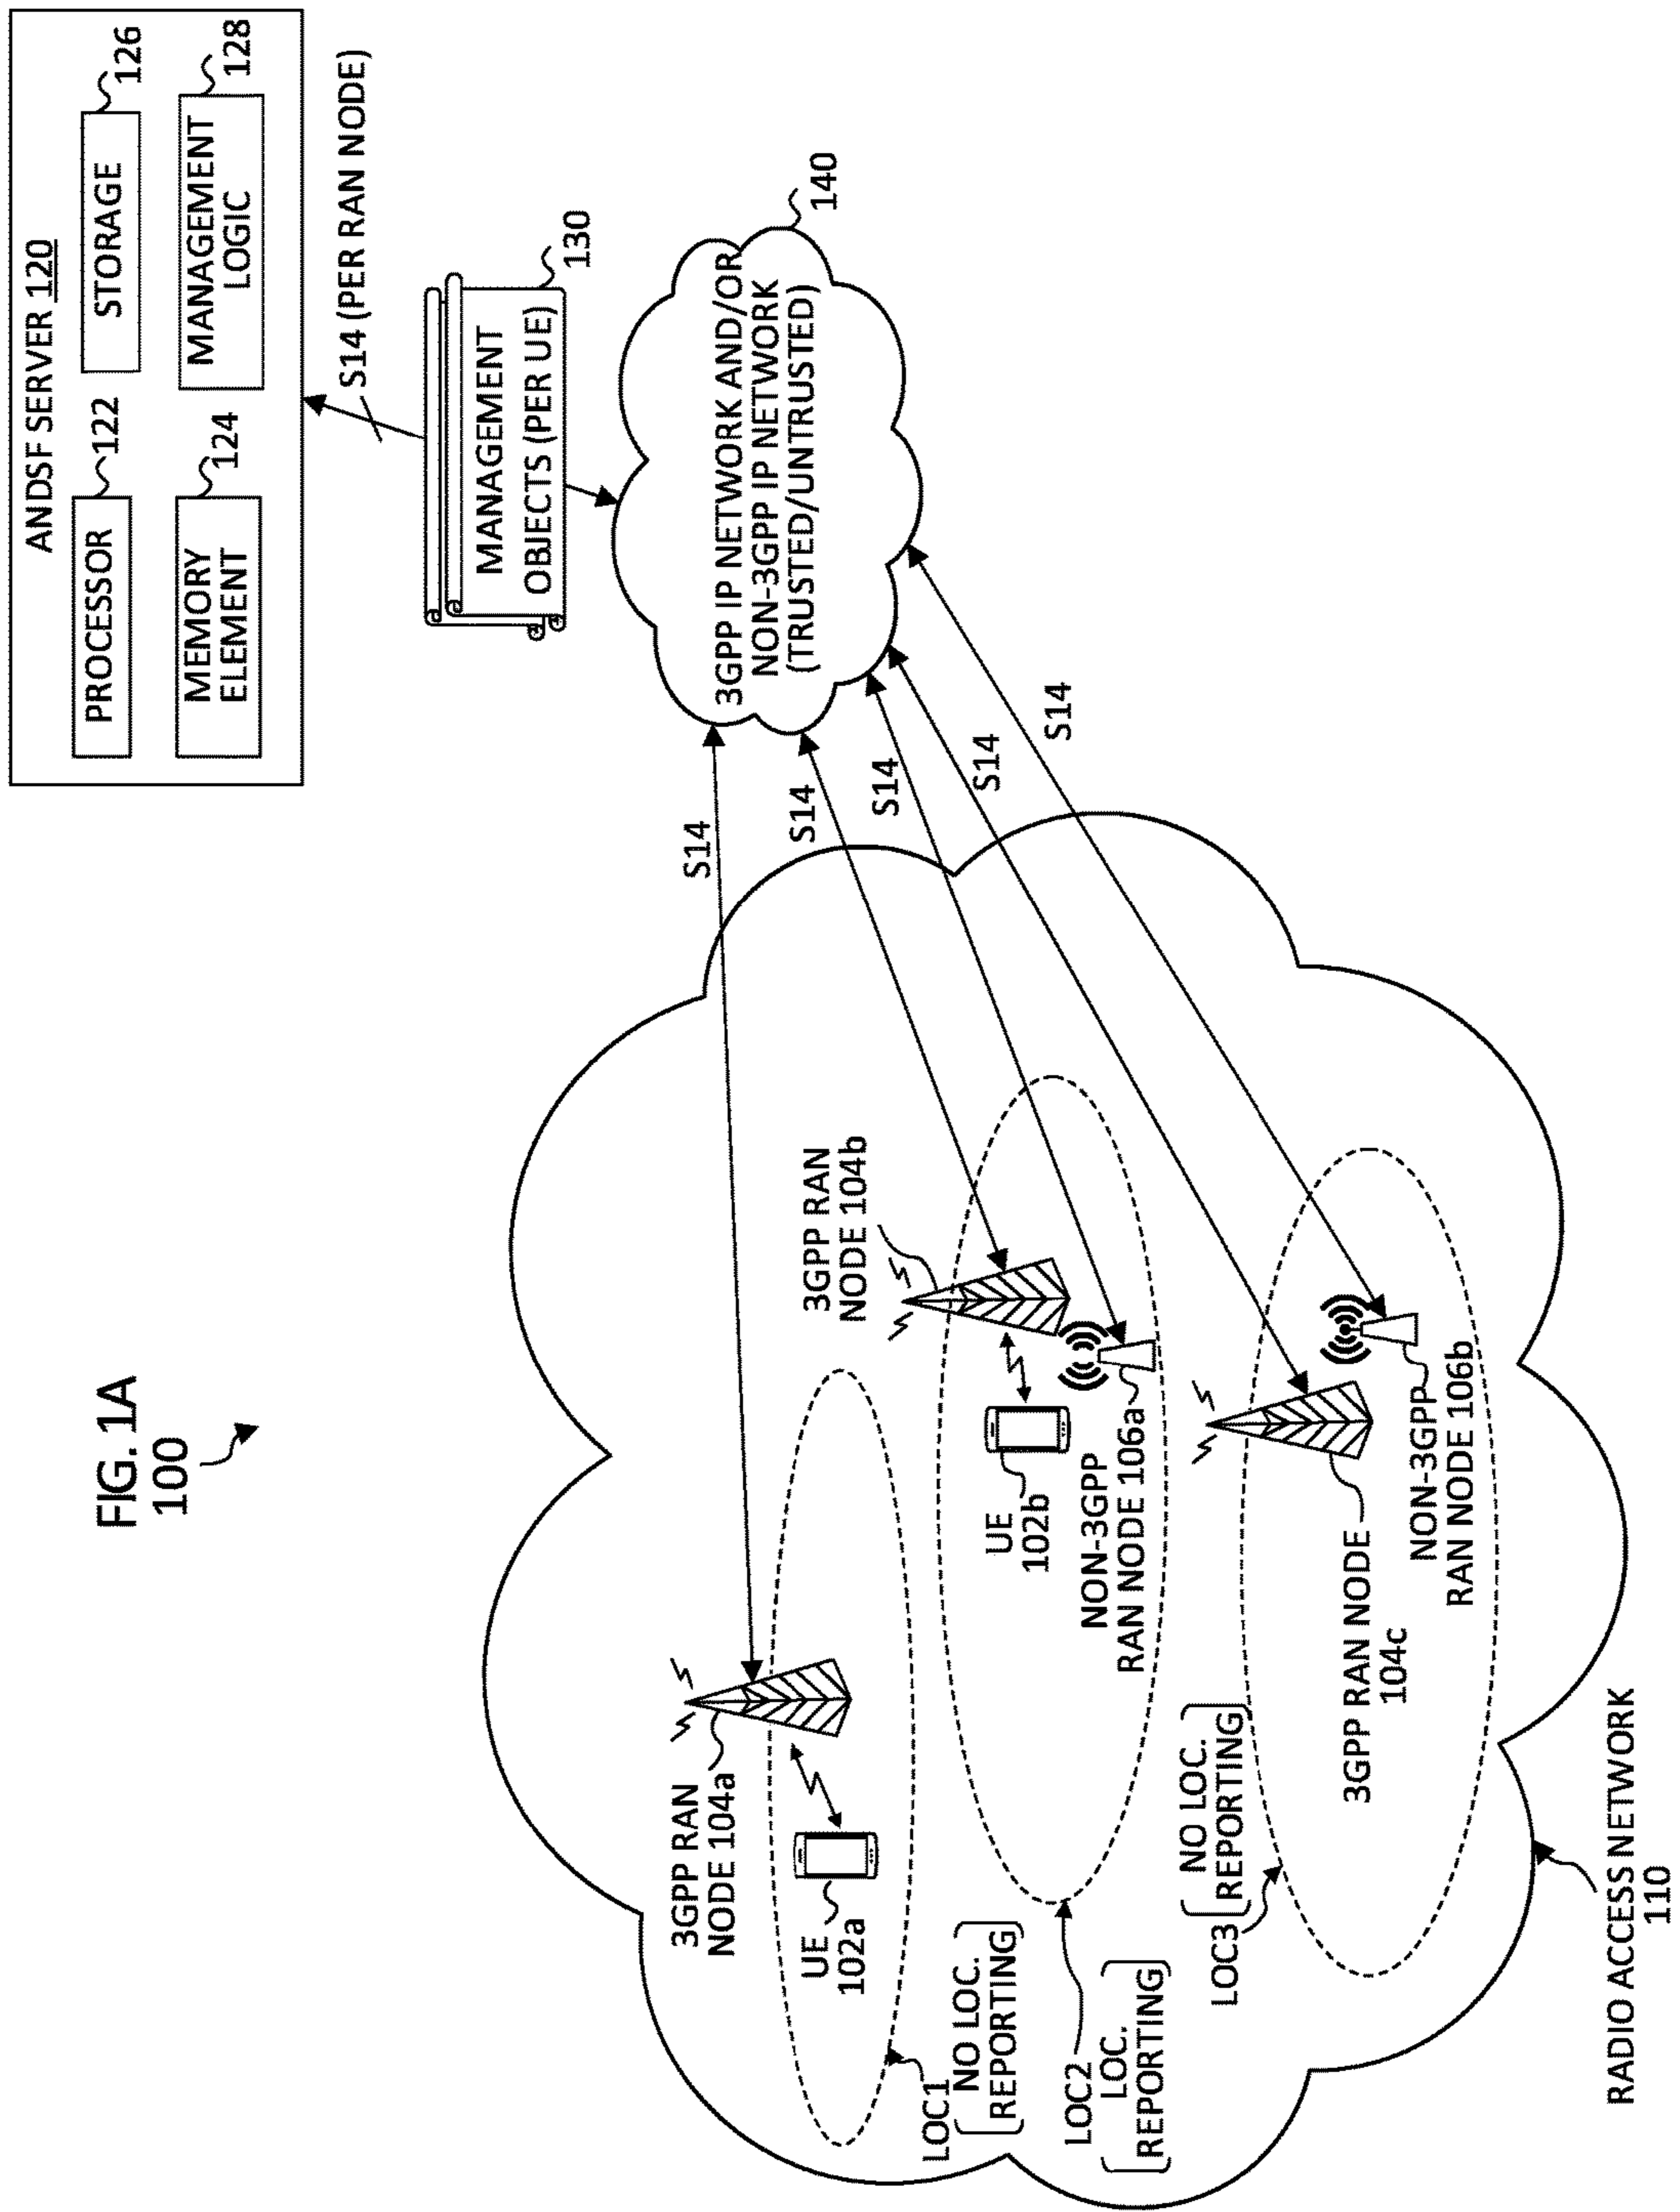 FIG. 1A
100
ANDSF SERVER 120
PROCESSOR
122
STORAGE
126
MEMORY
ELEMENT
124
MANAGEMENT
LOGIC
128
S14 (PER RAN NODE)
MANAGEMENT
OBJECTS (PER UE)
130
3GPP IP NETWORK AND/OR
NON-3GPP IP NETWORK
(TRUSTED/UNTRUSTED)
140
S14
S14
S14
S14
S14
3GPP RAN
NODE 104a
UE
102a
LOC1
NO LOC.
REPORTING
3GPP RAN
NODE 104b
UE
102b
NON-3GPP
RAN NODE 106a
LOC2
LOC.
REPORTING
LOC3
NO LOC.
REPORTING
3GPP RAN NODE
104c
NON-3GPP
RAN NODE 106b
RADIO ACCESS NETWORK
110